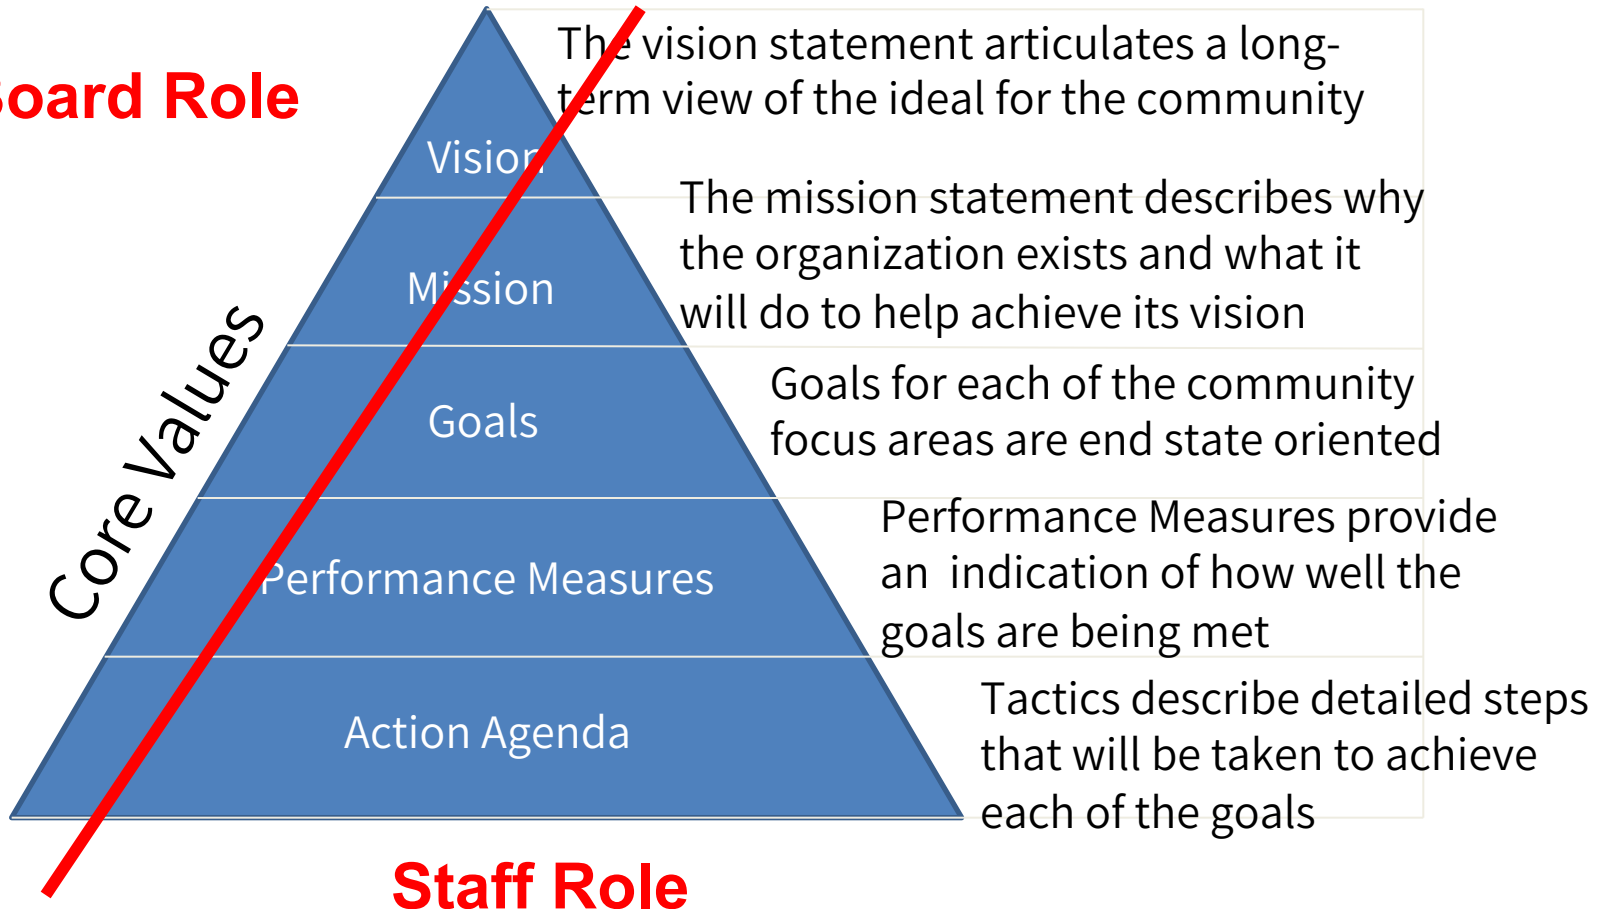 Board Role
The vision statement articulates a long-
term view of the ideal for the community
Vision
The mission statement describes why
the organization exists and what it
will do to help achieve its vision
Mission
Core Values
Goals for each of the community
focus areas are end state oriented
Goals
Performance Measures provide
an indication of how well the
goals are being met
Performance Measures
Tactics describe detailed steps
that will be taken to achieve
each of the goals
Action Agenda
Staff Role